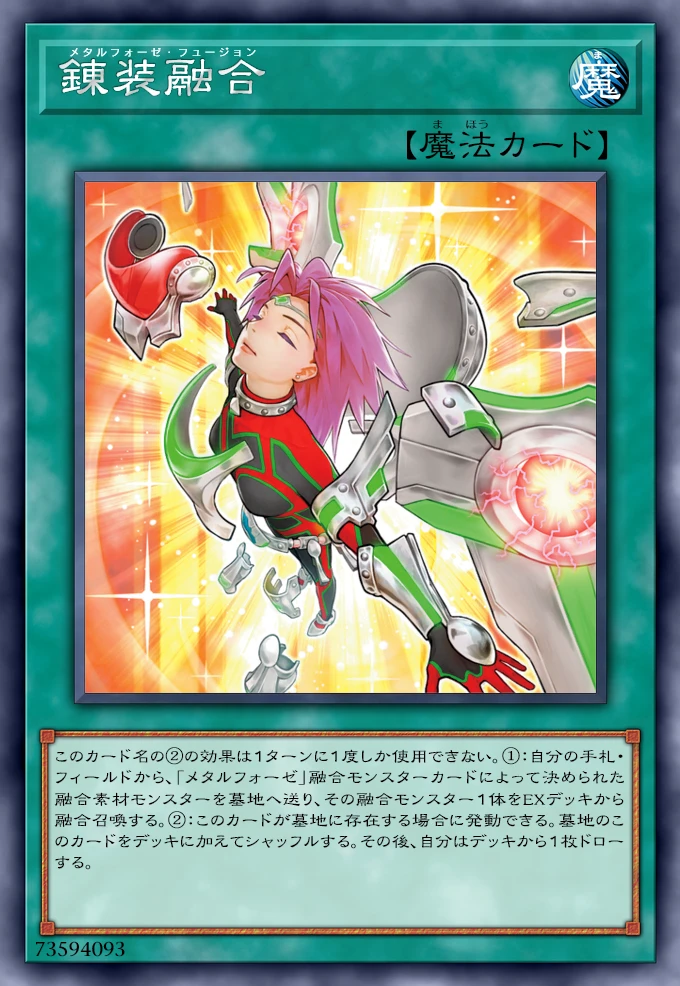 メタルフォーゼ・フュージョン
錬装融合
ま
魔
ま ほう
【魔法カード】
このカード名の②の効果は1ターンに1度しか使用できない。①:自分の手札・
フィールドから、「メタルフォーゼ」融合モンスターカードによって決められた
融合素材モンスターを墓地へ送り、その融合モンスター1体をEXデッキから
融合召喚する。②:このカードが墓地に存在する場合に発動できる。墓地のこ
のカードをデッキに加えてシャッフルする。その後、自分はデッキから1枚ドロー
する。
73594093